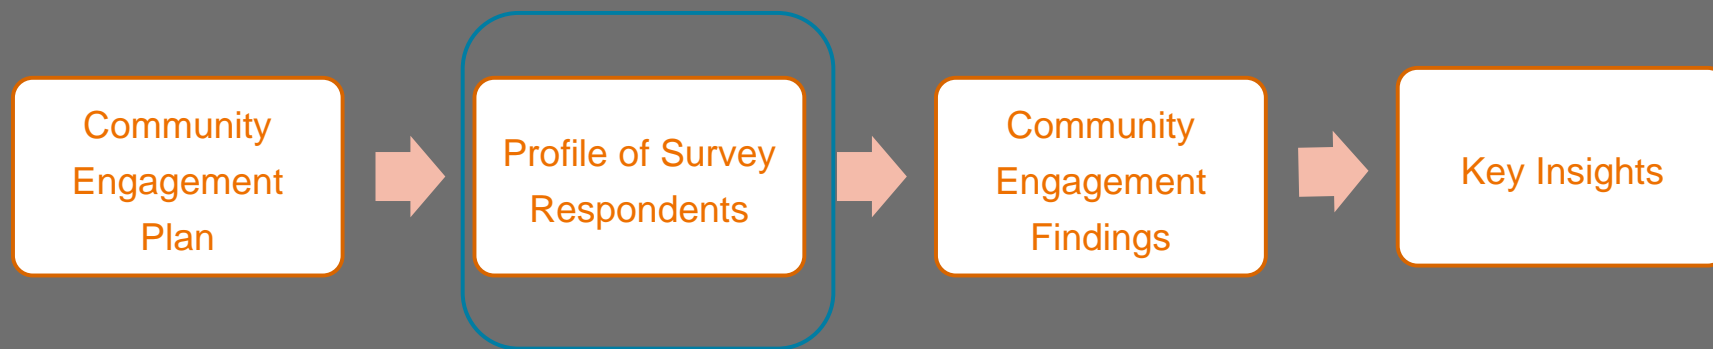 Community
Engagement
Plan
Profile of Survey
Respondents
Community
Engagement
Findings
Key Insights